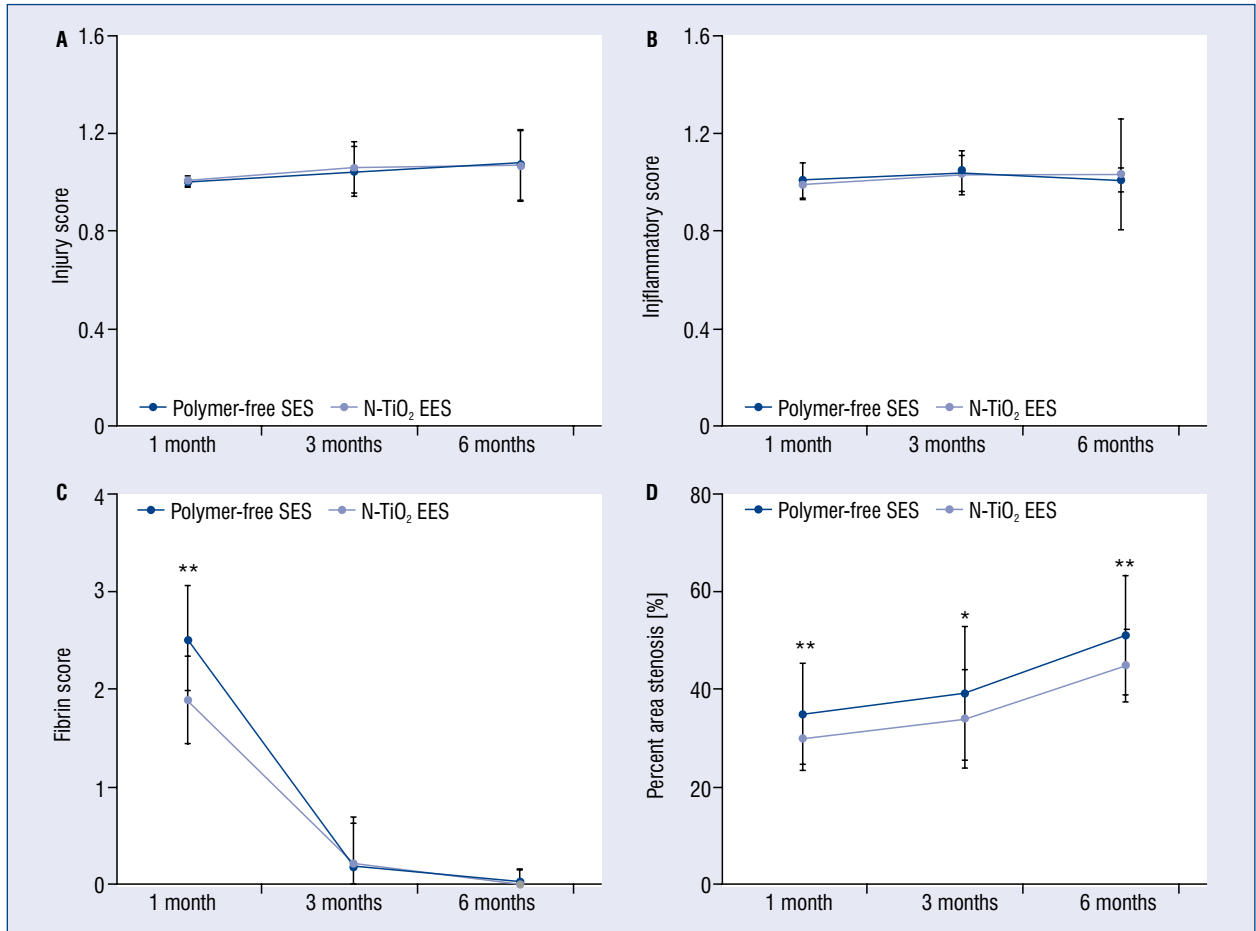 A
1.6
1.2
0.8
0.4
0
Injury score
Polymer-free SES N-TiO₂ EES
1 month 3 months 6 months
B
1.6
1.2
0.8
0.4
0
Injflammatory score
Polymer-free SES N-TiO₂ EES
1 month 3 months 6 months
C
4
3
2
1
0
Fibrin score
Polymer-free SES N-TiO₂ EES
**
1 month 3 months 6 months
D
80
60
40
20
0
Percent area stenosis [%]
Polymer-free SES N-TiO₂ EES
**
*
**
1 month 3 months 6 months